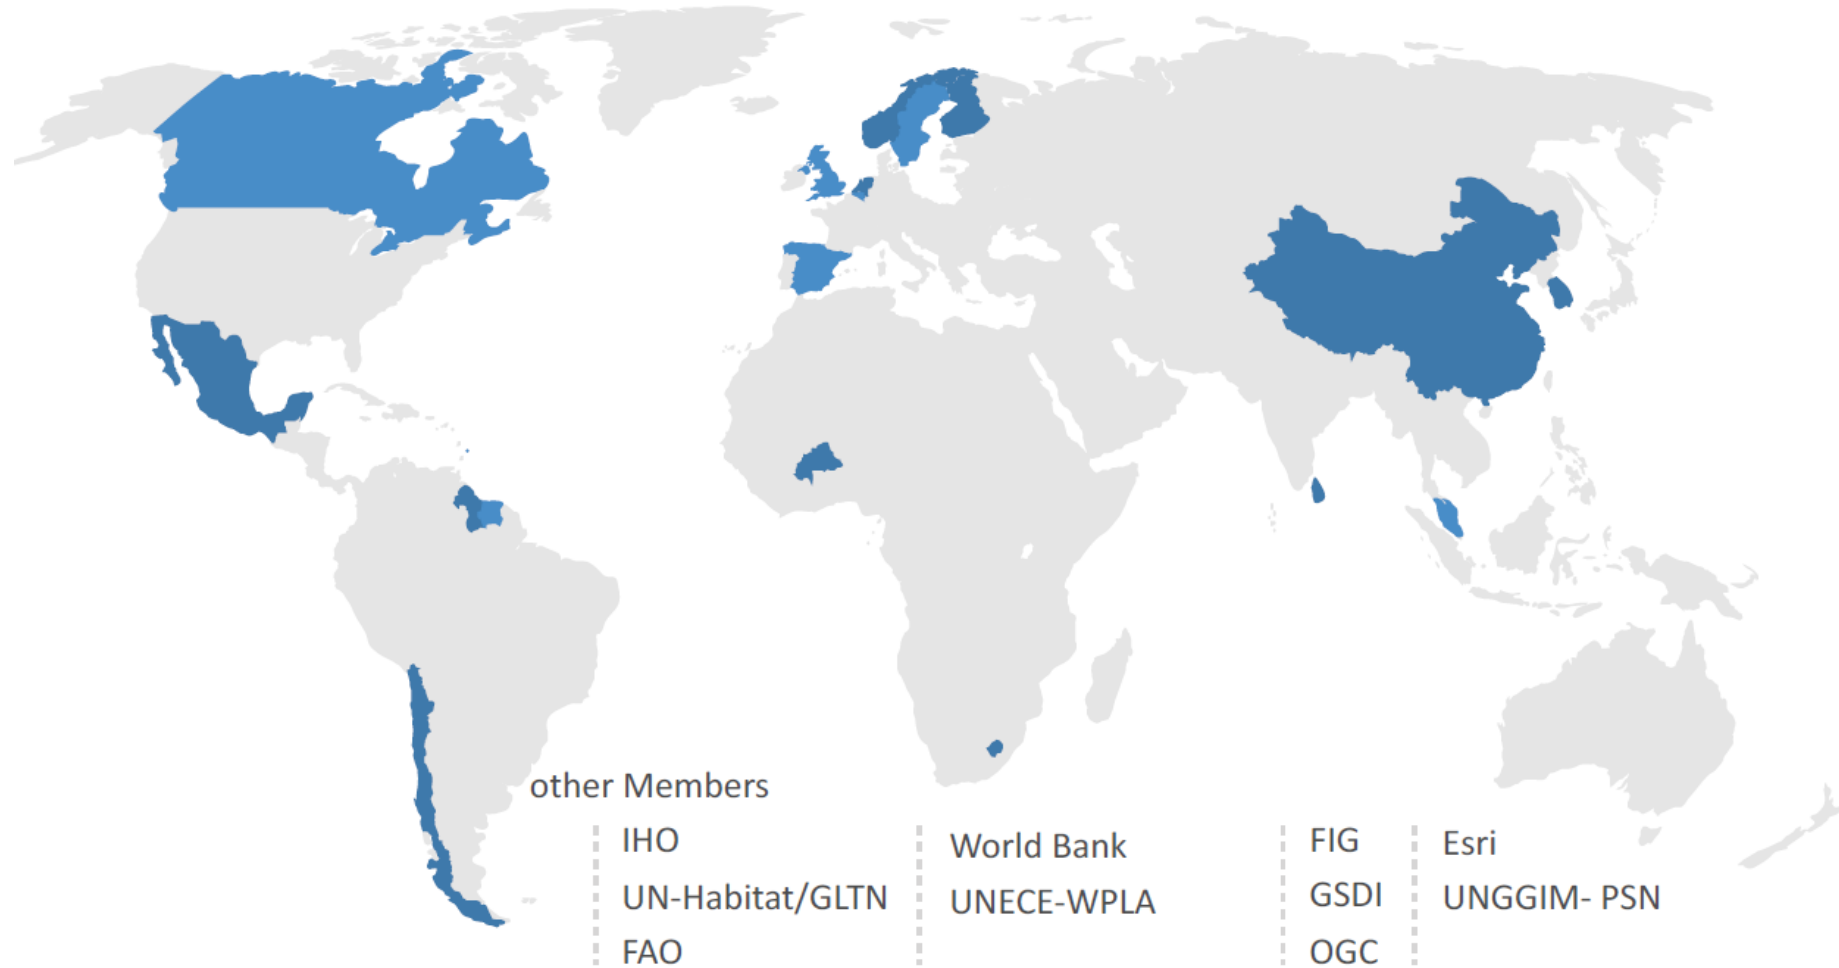 other Members
IHO
UN-Habitat/GLTN
FAO
World Bank
UNECE-WPLA
FIG
GSDI
OGC
Esri
UNGGIM- PSN